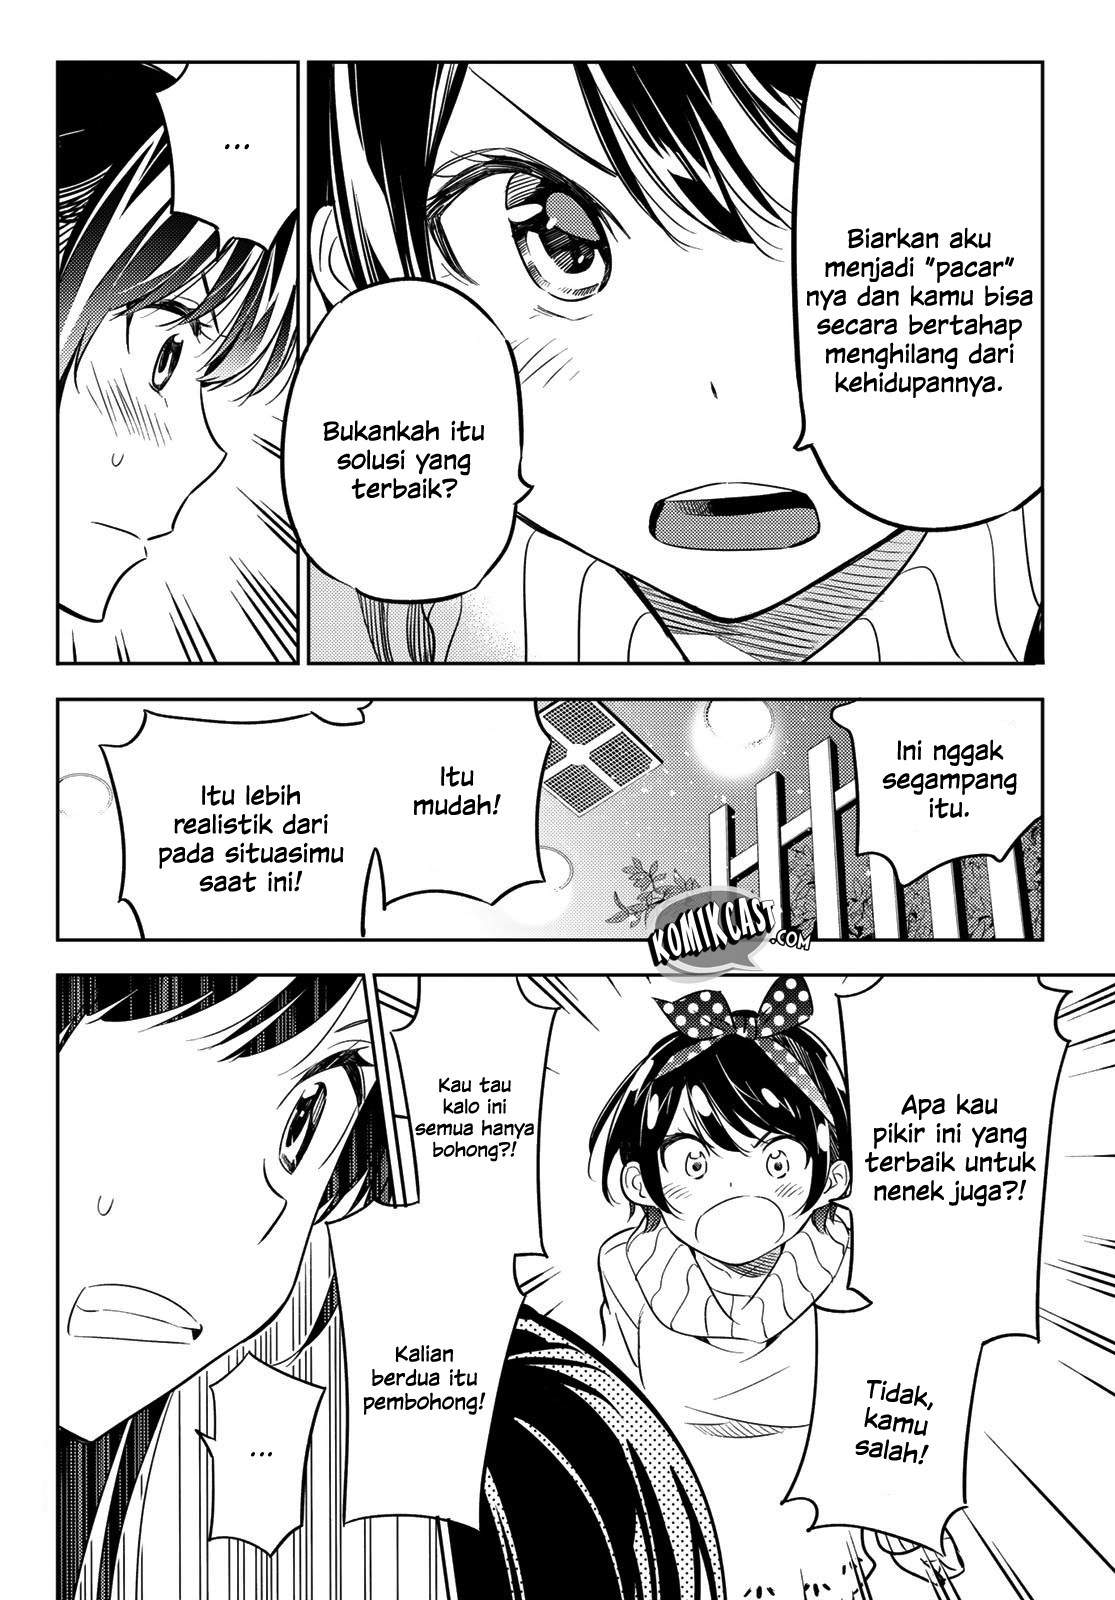 Biarkan aku
menjadi "pacar"
nya dan kamu bisa
secara bertahap
menghilang dari
kehidupannya.
Bukankah itu
solusi yang
terbaik?
...
Ini nggak
segampang
itu.
Itu
mudah!
Itu lebih
realistik dari
pada situasimu
saat ini!
KOMIKCAST
.COM
Apa kau
pikir ini yang
terbaik untuk
nenek juga?!
Tidak,
kamu
salah!
Kau tau
kalo ini
semua hanya
bohong?!
Kalian
berdua itu
pembohong!
...